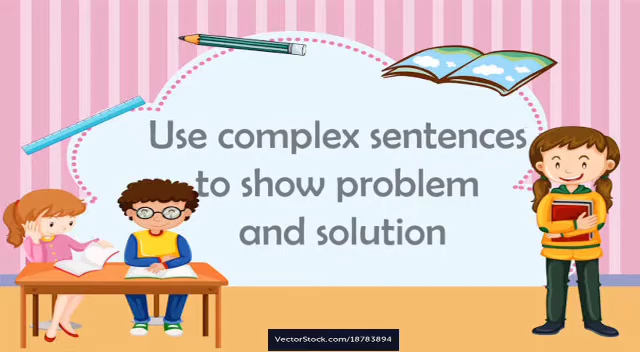 Use complex sentences
to show problem
and solution
VectorStock.com/18783894